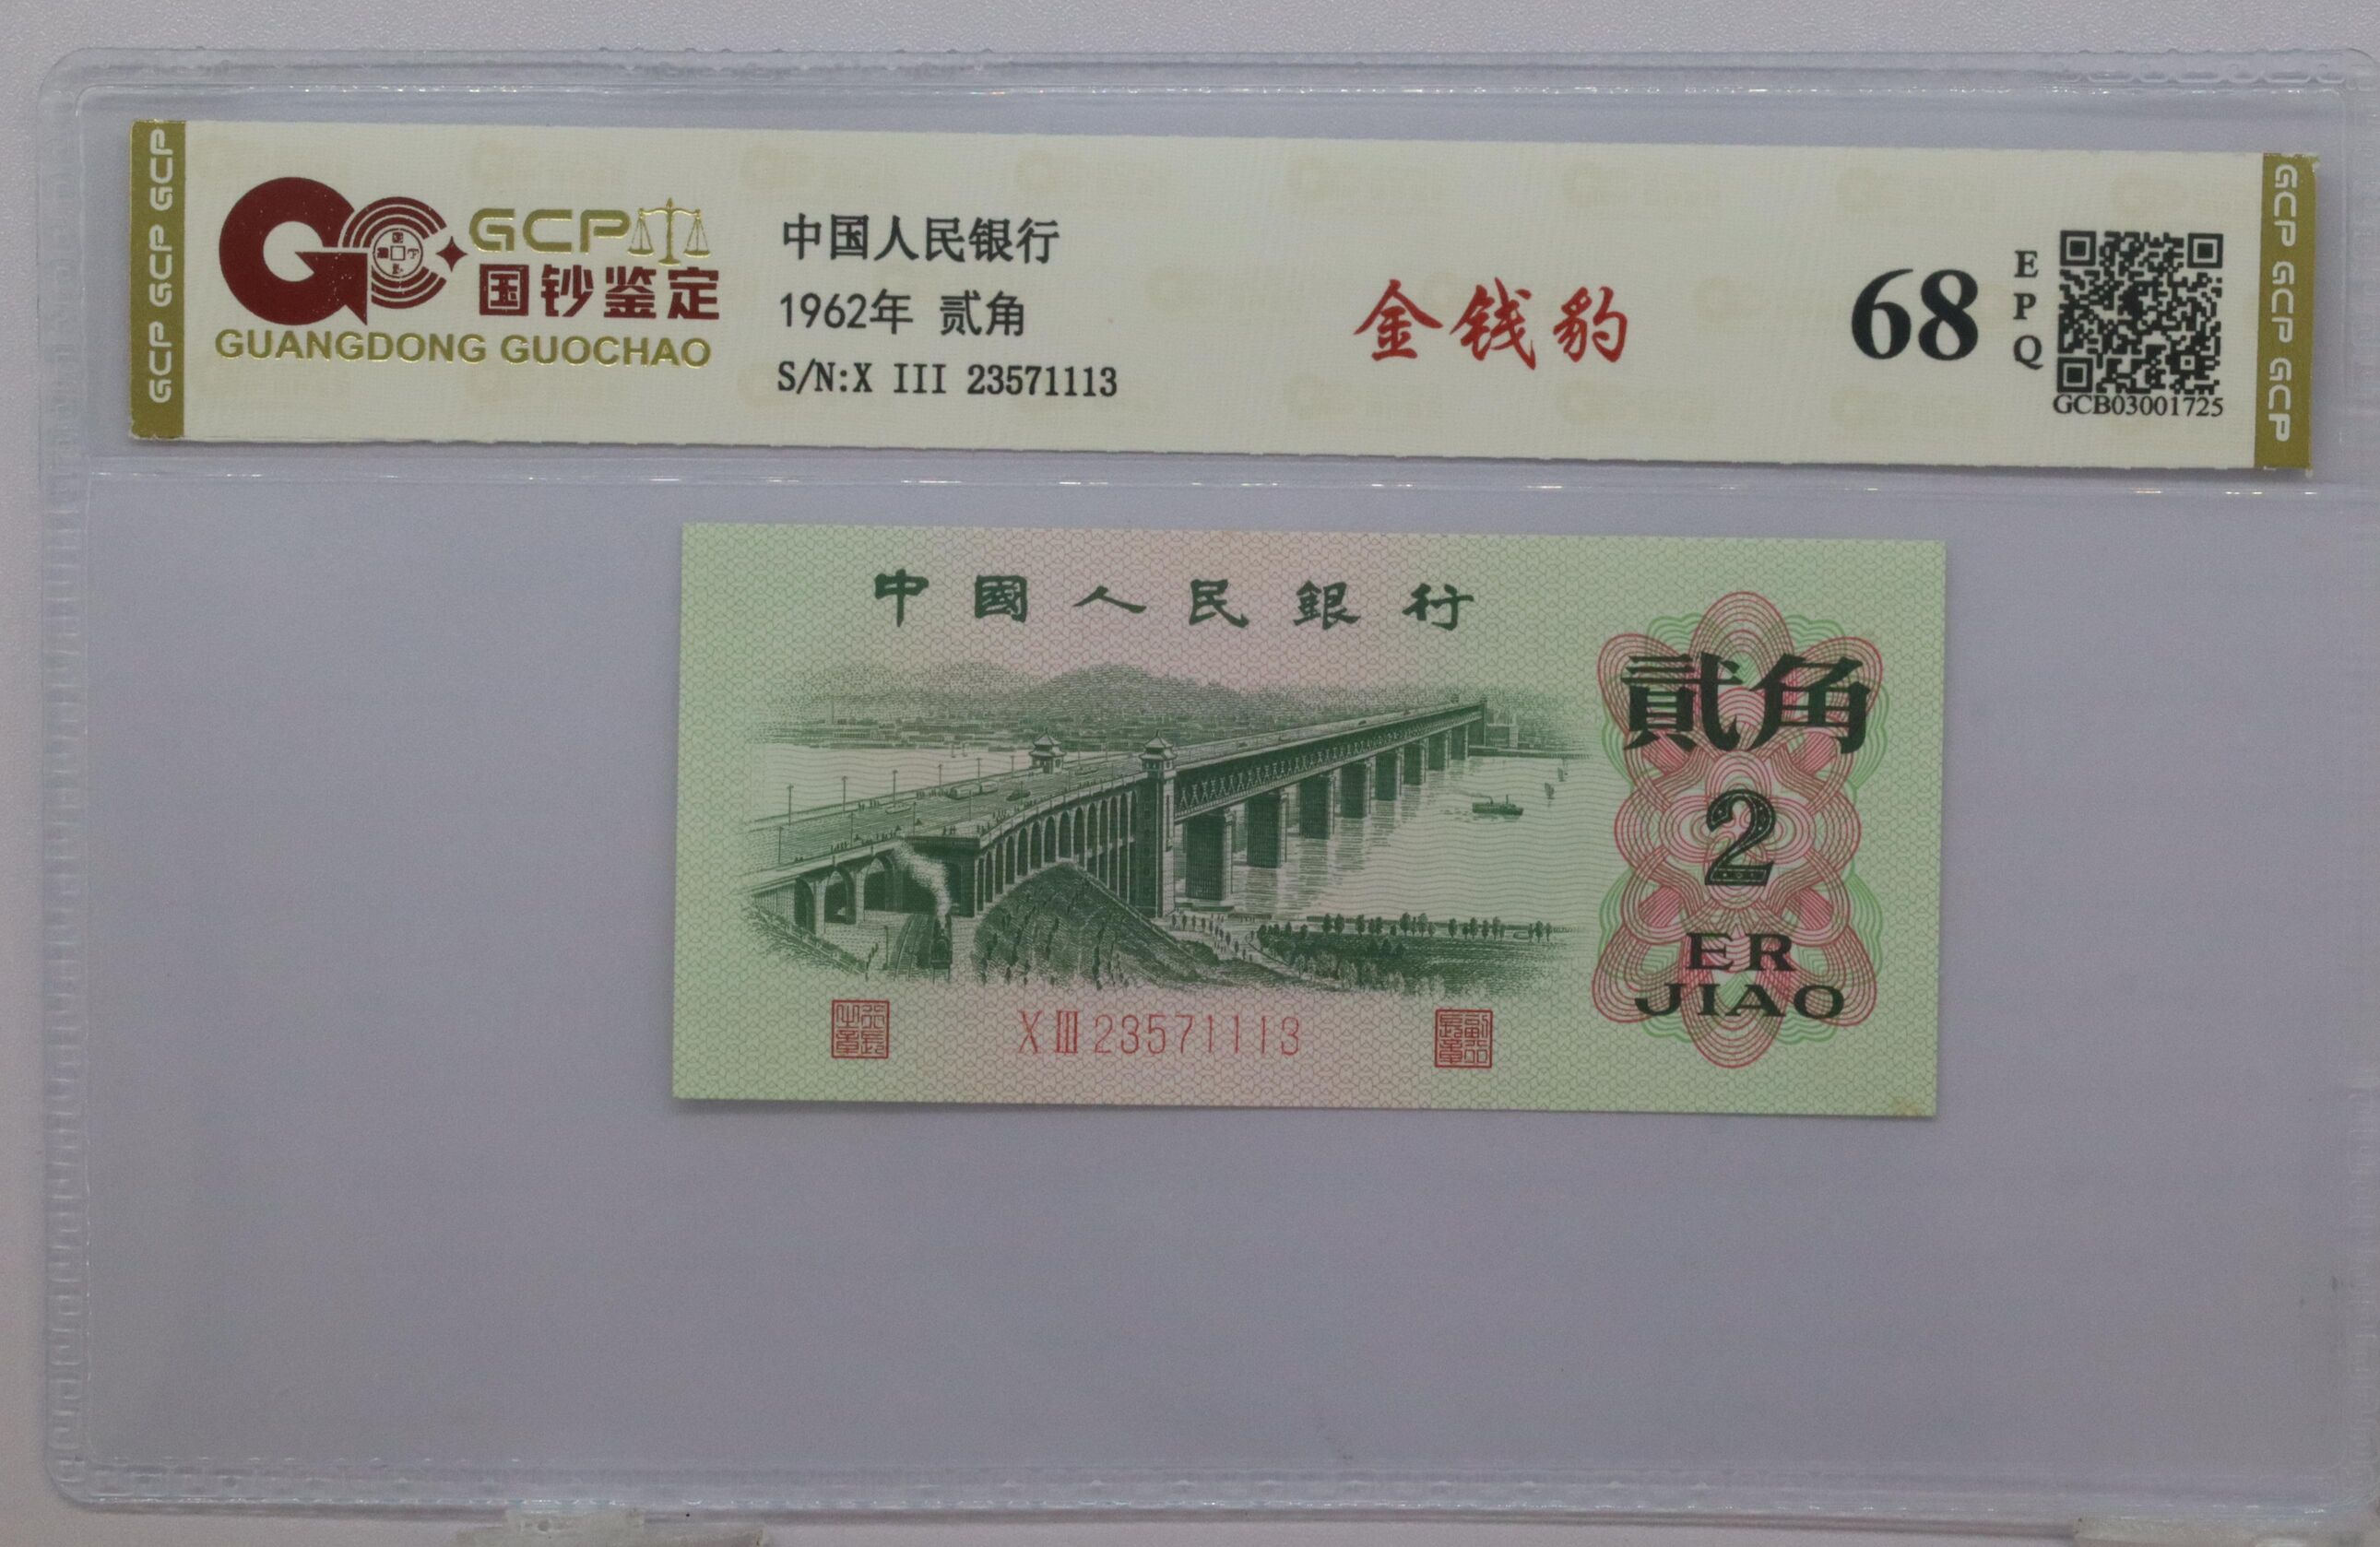 GCP GCP GCP
GCP
国钞鉴定
GUANGDONG GUOCHAO
中国人民银行
1962年 贰角
S/N:X III 23571113
金钱豹
68
EPQ
GCB03001725
GCP GCP GCP
中國人民銀行
貳角
2
ER
JIAO
X III 23571113